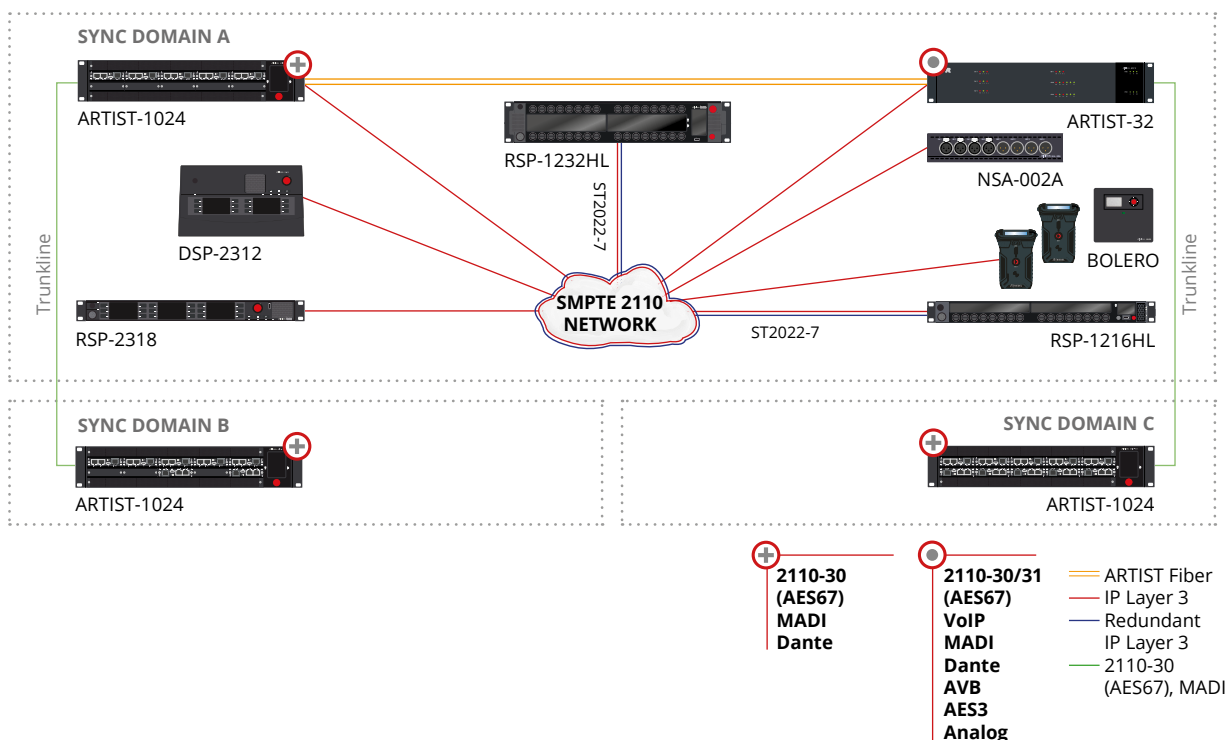 SYNC DOMAIN A
ARTIST-1024
ARTIST-32
RSP-1232HL
NSA-002A
ST2022-7
DSP-2312
BOLERO
Trunkline
Trunkline
SMPTE 2110
NETWORK
RSP-2318
ST2022-7
RSP-1216HL
SYNC DOMAIN B
ARTIST-1024
SYNC DOMAIN C
ARTIST-1024
2110-30
(AES67)
MADI
Dante
2110-30/31
(AES67)
VoIP
MADI
Dante
AVB
AES3
Analog
ARTIST Fiber
IP Layer 3
Redundant
IP Layer 3
2110-30
(AES67), MADI